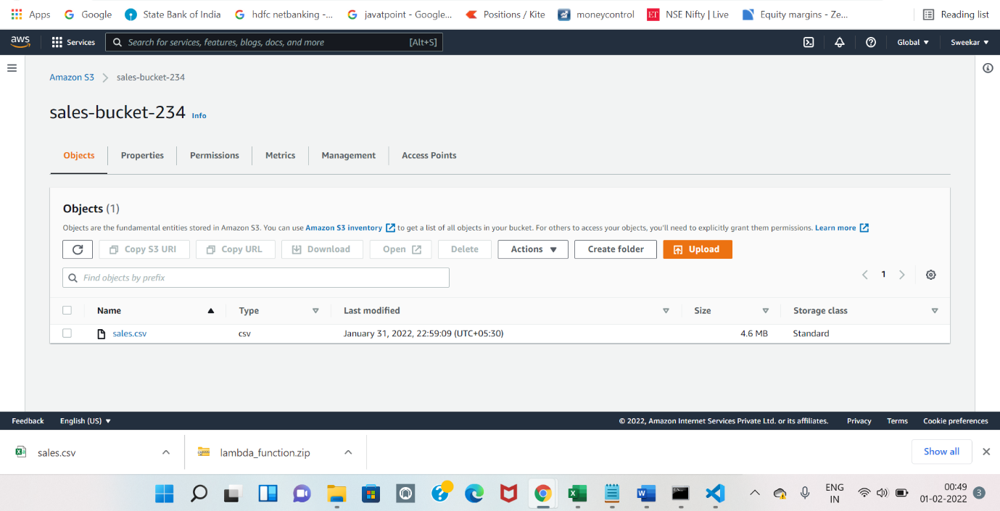 Apps Google State Bank of India hdfc netbanking -... javatpoint - Google... Positions / Kite moneycontrol ET NSE Nifty | Live Equity margins - Ze... Reading list
aws Services Search for services, features, blogs, docs, and more [Alt+S] Global Sweekar
Amazon S3 sales-bucket-234
sales-bucket-234 Info
Objects Properties Permissions Metrics Management Access Points
Objects (1)
Objects are the fundamental entities stored in Amazon S3. You can use Amazon S3 inventory to get a list of all objects in your bucket. For others to access your objects, you'll need to explicitly grant them permissions. Learn more
Copy S3 URI Copy URL Download Open Delete Actions Create folder Upload
Find objects by prefix 1
Name Type Last modified Size Storage class
sales.csv csv January 31, 2022, 22:59:09 (UTC+05:30) 4.6 MB Standard
Feedback English (US) © 2022, Amazon Internet Services Private Ltd. or its affiliates. Privacy Terms Cookie preferences
sales.csv lambda_function.zip Show all
ENG 00:49
IN 01-02-2022 3